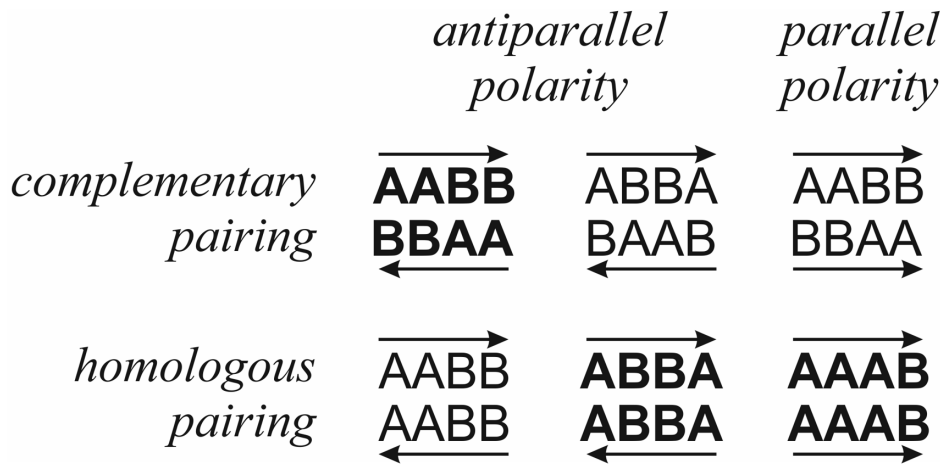 antiparallel parallel
polarity polarity
complementary AABB ABBA AABB
pairing BBAA BAAB BBAA
homologous AABB ABBA AAAB
pairing AABB ABBA AAAB